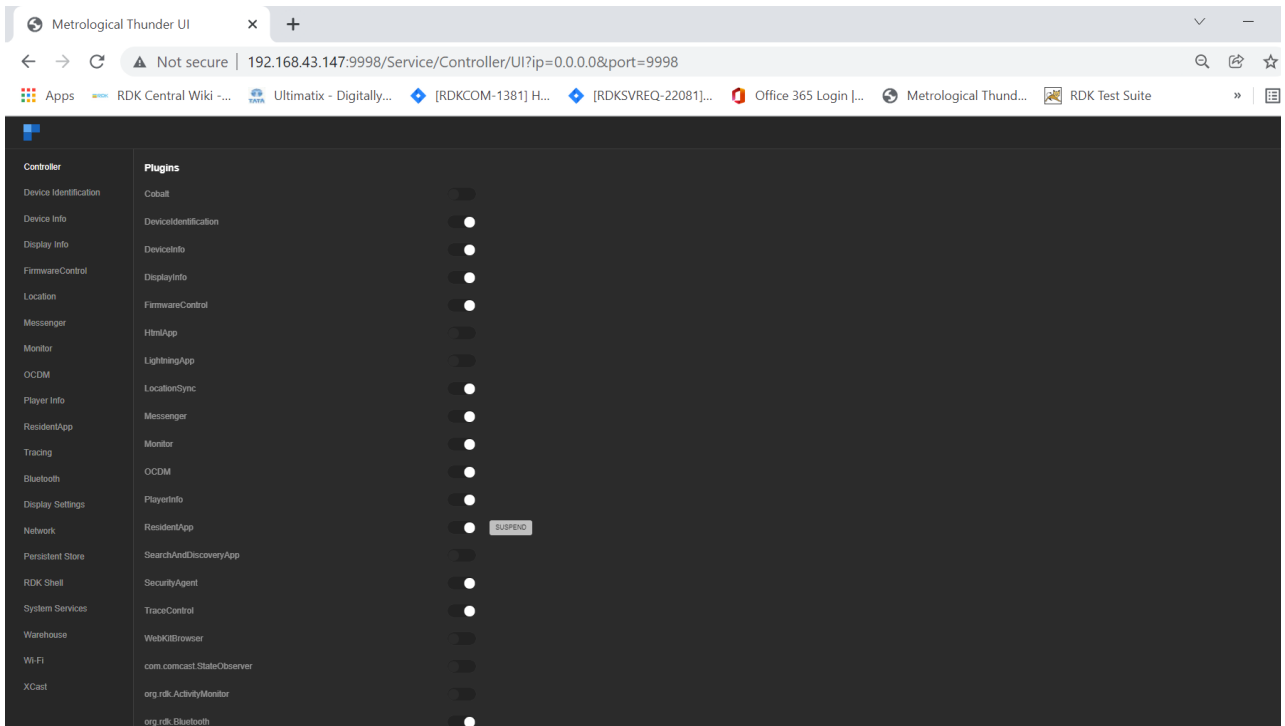 Metrological Thunder UI
Not secure | 192.168.43.147:9998/Service/Controller/UI?ip=0.0.0.0&port=9998
Apps RDK Central Wiki -... Ultimatix - Digitally... [RDKCOM-1381] H... [RDKSVREQ-22081]... Office 365 Login |... Metrological Thund... RDK Test Suite »
Controller
Device Identification
Device Info
Display Info
FirmwareControl
Location
Messenger
Monitor
OCDM
Player Info
ResidentApp
Tracing
Bluetooth
Display Settings
Network
Persistent Store
RDK Shell
System Services
Warehouse
Wi-Fi
XCast
Plugins
Cobalt
DeviceIdentification
DeviceInfo
DisplayInfo
FirmwareControl
HtmlApp
LightningApp
LocationSync
Messenger
Monitor
OCDM
PlayerInfo
ResidentApp SUSPEND
SearchAndDiscoveryApp
SecurityAgent
TraceControl
WebKitBrowser
com.comcast.StateObserver
org.rdk.ActivityMonitor
org.rdk.Bluetooth